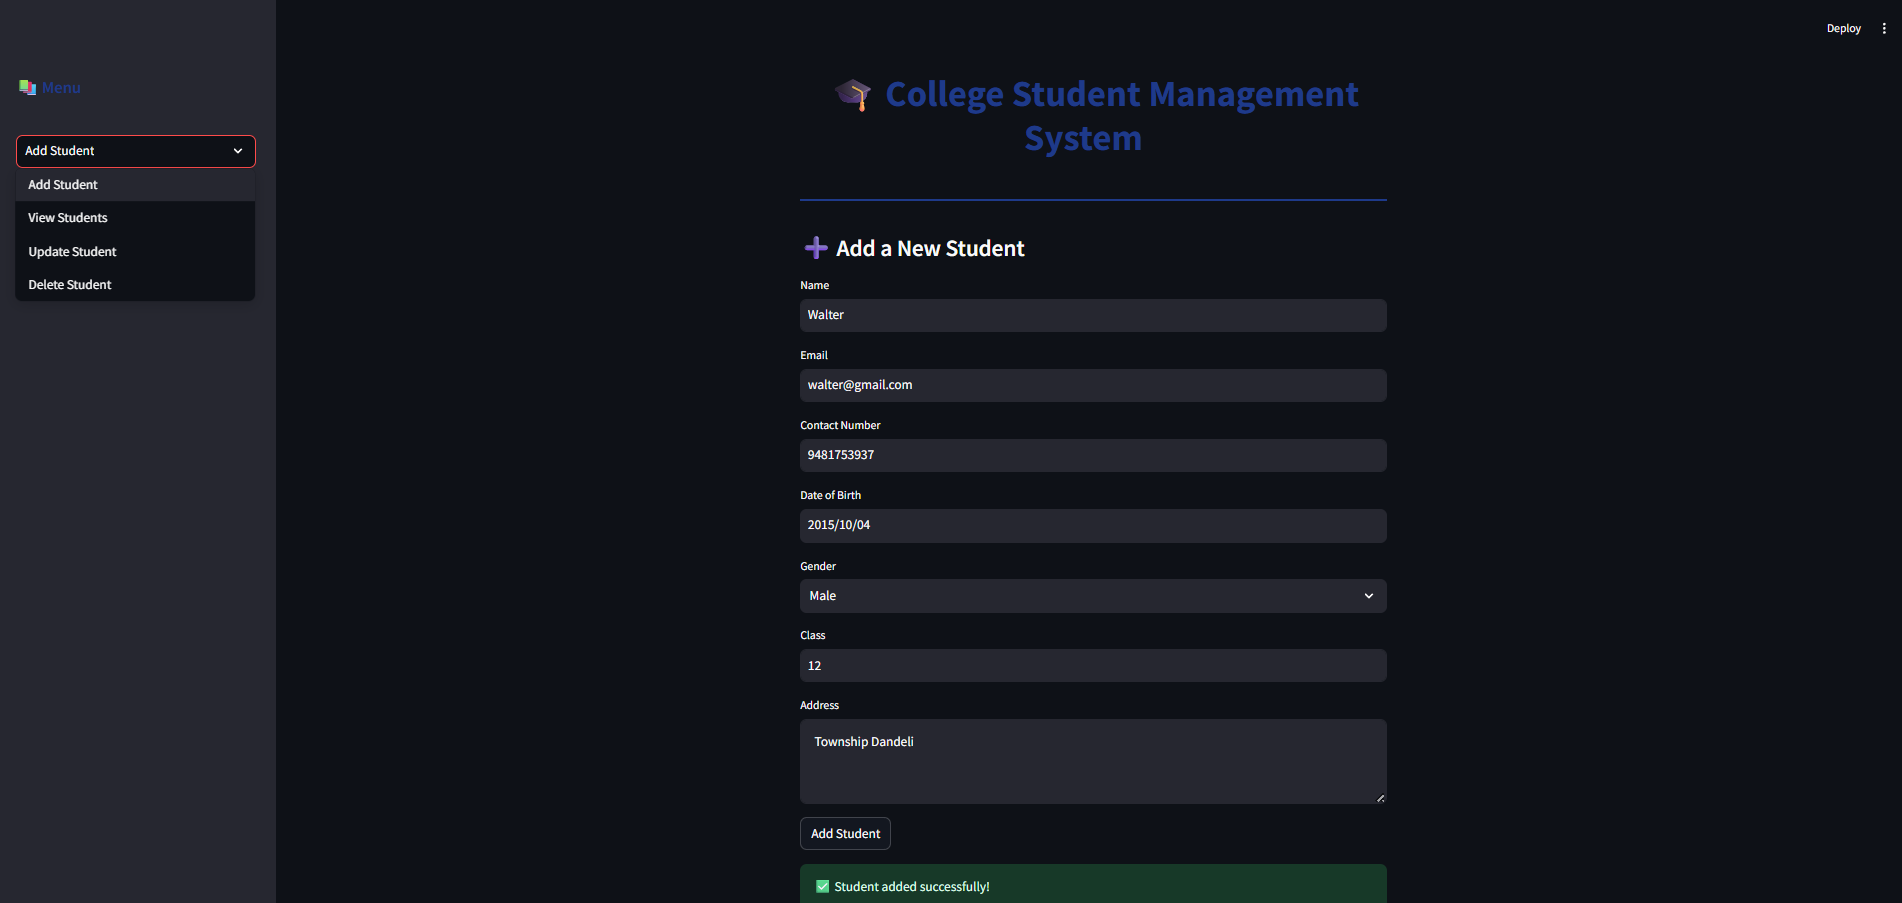 Deploy
Menu
Add Student
Add Student
View Students
Update Student
Delete Student
College Student Management
System
Add a New Student
Name
Walter
Email
walter@gmail.com
Contact Number
9481753937
Date of Birth
2015/10/04
Gender
Male
Class
12
Address
Township Dandeli
Add Student
Student added successfully!